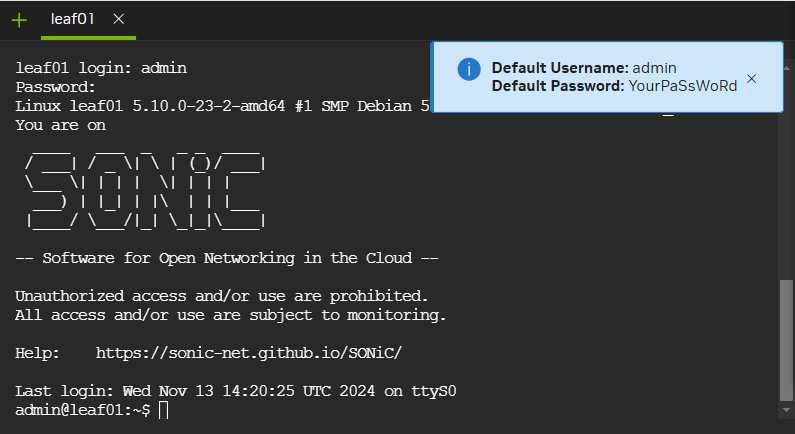 leaf01
leaf01 login: admin
Password:
Linux leaf01 5.10.0-23-2-amd64 #1 SMP Debian 5
Default Username: admin
Default Password: YourPaSsWoRd
You are on
SONiC
-- Software for Open Networking in the Cloud --
Unauthorized access and/or use are prohibited.
All access and/or use are subject to monitoring.
Help: https://sonic-net.github.io/SONiC/
Last login: Wed Nov 13 14:20:25 UTC 2024 on ttyS0
admin@leaf01:~$